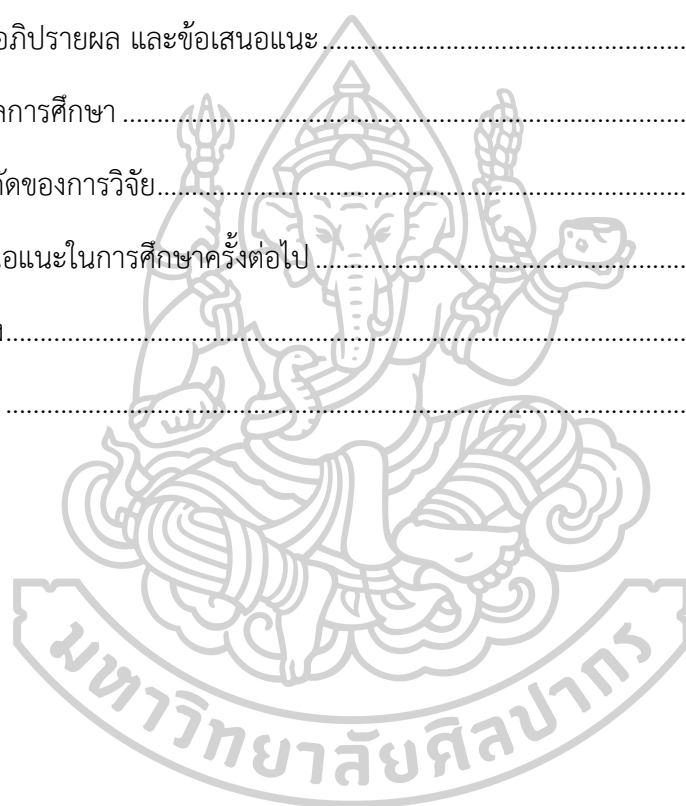 อภิปรายผล และข้อเสนอแนะ
การศึกษา
ของการวิจัย
ในการศึกษาครั้งต่อไป
มหาวิทยาลัยศิลปากร